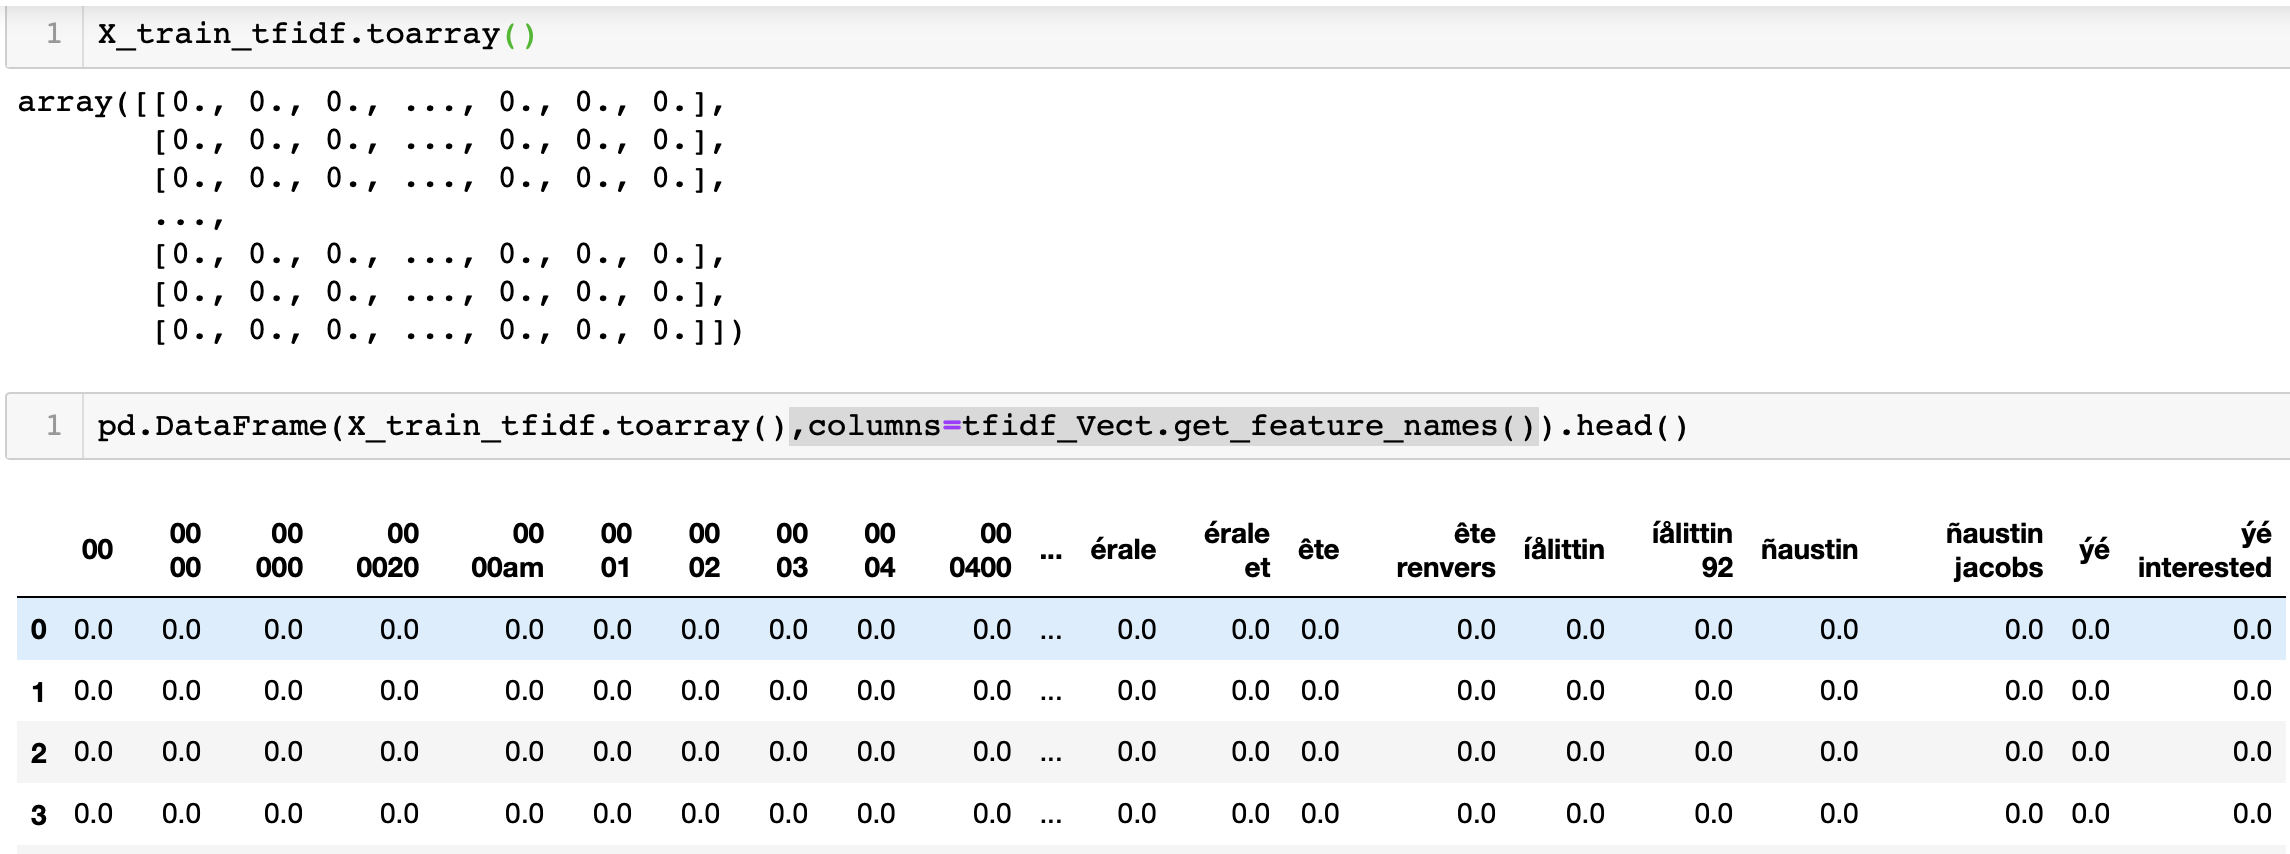 1 X_train_tfidf.toarray()
array([[0., 0., 0., ..., 0., 0., 0.],
[0., 0., 0., ..., 0., 0., 0.],
[0., 0., 0., ..., 0., 0., 0.],
...,
[0., 0., 0., ..., 0., 0., 0.],
[0., 0., 0., ..., 0., 0., 0.],
[0., 0., 0., ..., 0., 0., 0.]])
1 pd.DataFrame(X_train_tfidf.toarray(),columns=tfidf_Vect.get_feature_names()).head()
00 00 00 00 00 00 00 00 00 00 ... érale érale ête ête íålittin íålittin ñaustin ñaustin ýé ýé
00 000 0020 00am 01 02 03 04 0400 et renvers 92 jacobs interested
0 0.0 0.0 0.0 0.0 0.0 0.0 0.0 0.0 0.0 0.0 ... 0.0 0.0 0.0 0.0 0.0 0.0 0.0 0.0 0.0 0.0
1 0.0 0.0 0.0 0.0 0.0 0.0 0.0 0.0 0.0 0.0 ... 0.0 0.0 0.0 0.0 0.0 0.0 0.0 0.0 0.0 0.0
2 0.0 0.0 0.0 0.0 0.0 0.0 0.0 0.0 0.0 0.0 ... 0.0 0.0 0.0 0.0 0.0 0.0 0.0 0.0 0.0 0.0
3 0.0 0.0 0.0 0.0 0.0 0.0 0.0 0.0 0.0 0.0 ... 0.0 0.0 0.0 0.0 0.0 0.0 0.0 0.0 0.0 0.0